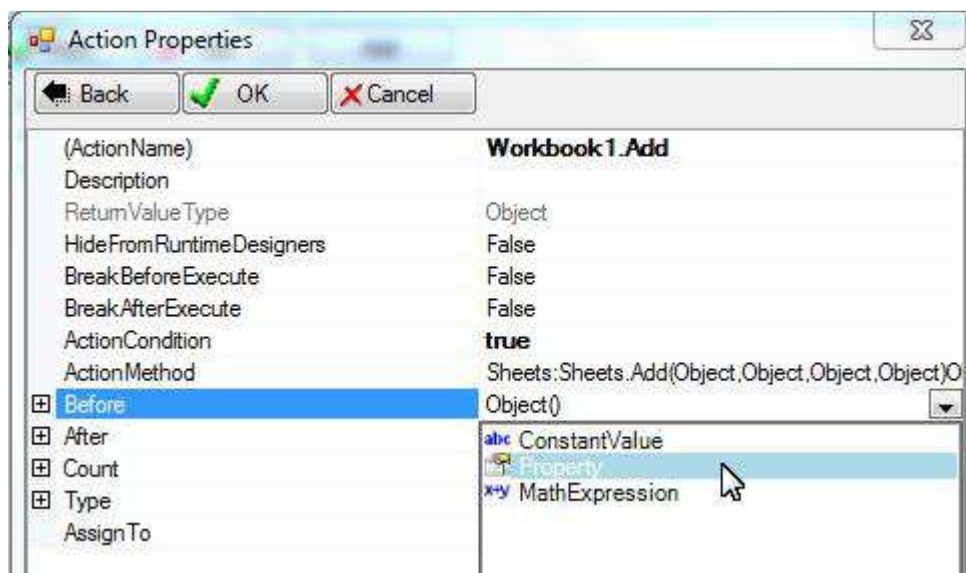 Action Properties
Back OK Cancel
(ActionName) Workbook1.Add
Description
ReturnValueType Object
HideFromRuntimeDesigners False
BreakBeforeExecute False
BreakAfterExecute False
ActionCondition true
ActionMethod Sheets:Sheets.Add(Object,Object,Object,Object)O
Before Object()
After abc ConstantValue
Count Property
Type x+y MathExpression
AssignTo